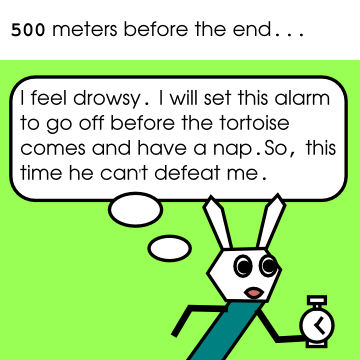 500 meters before the end...
I feel drowsy. I will set this alarm
to go off before the tortoise
comes and have a nap.So, this
time he can't defeat me.